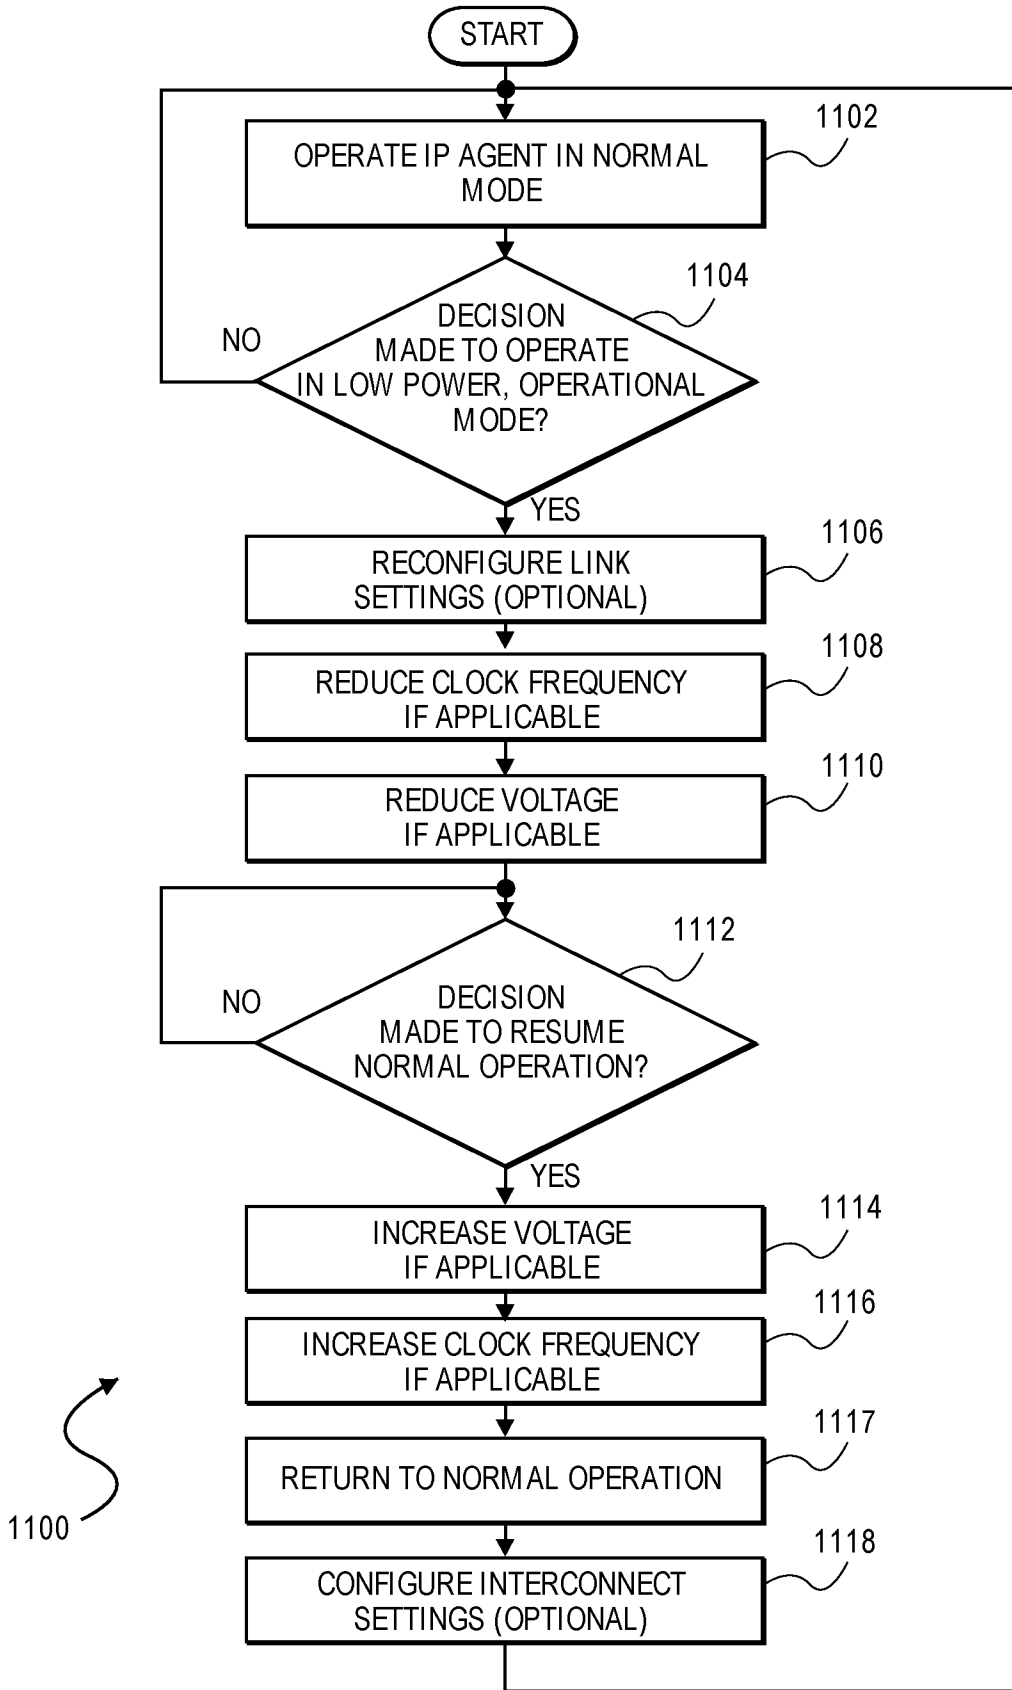 START
1102
OPERATE IP AGENT IN NORMAL
MODE
1104
DECISION
MADE TO OPERATE
IN LOW POWER, OPERATIONAL
MODE?
NO
YES
1106
RECONFIGURE LINK
SETTINGS (OPTIONAL)
1108
REDUCE CLOCK FREQUENCY
IF APPLICABLE
1110
REDUCE VOLTAGE
IF APPLICABLE
1112
DECISION
MADE TO RESUME
NORMAL OPERATION?
NO
YES
1114
INCREASE VOLTAGE
IF APPLICABLE
1116
INCREASE CLOCK FREQUENCY
IF APPLICABLE
1117
RETURN TO NORMAL OPERATION
1100
1118
CONFIGURE INTERCONNECT
SETTINGS (OPTIONAL)